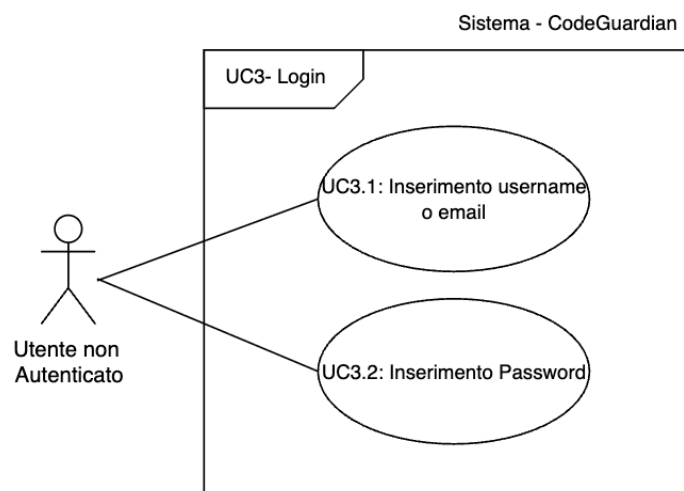 Sistema - CodeGuardian
UC3- Login
UC3.1: Inserimento username
o email
Utente non
Autenticato
UC3.2: Inserimento Password